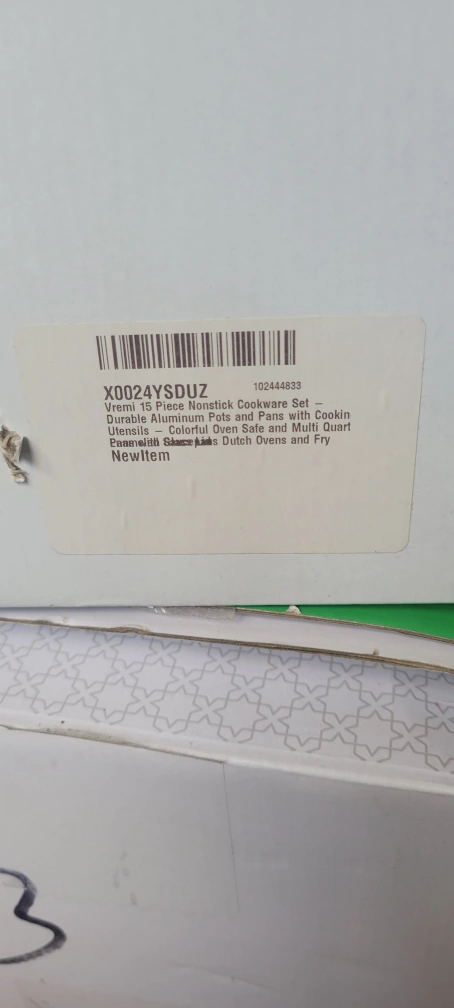 X0024YSDUZ 102444833
Vremi 15 Piece Nonstick Cookware Set –
Durable Aluminum Pots and Pans with Cookin
Utensils – Colorful Oven Safe and Multi Quart
Dutch Ovens and Fry
NewItem
3